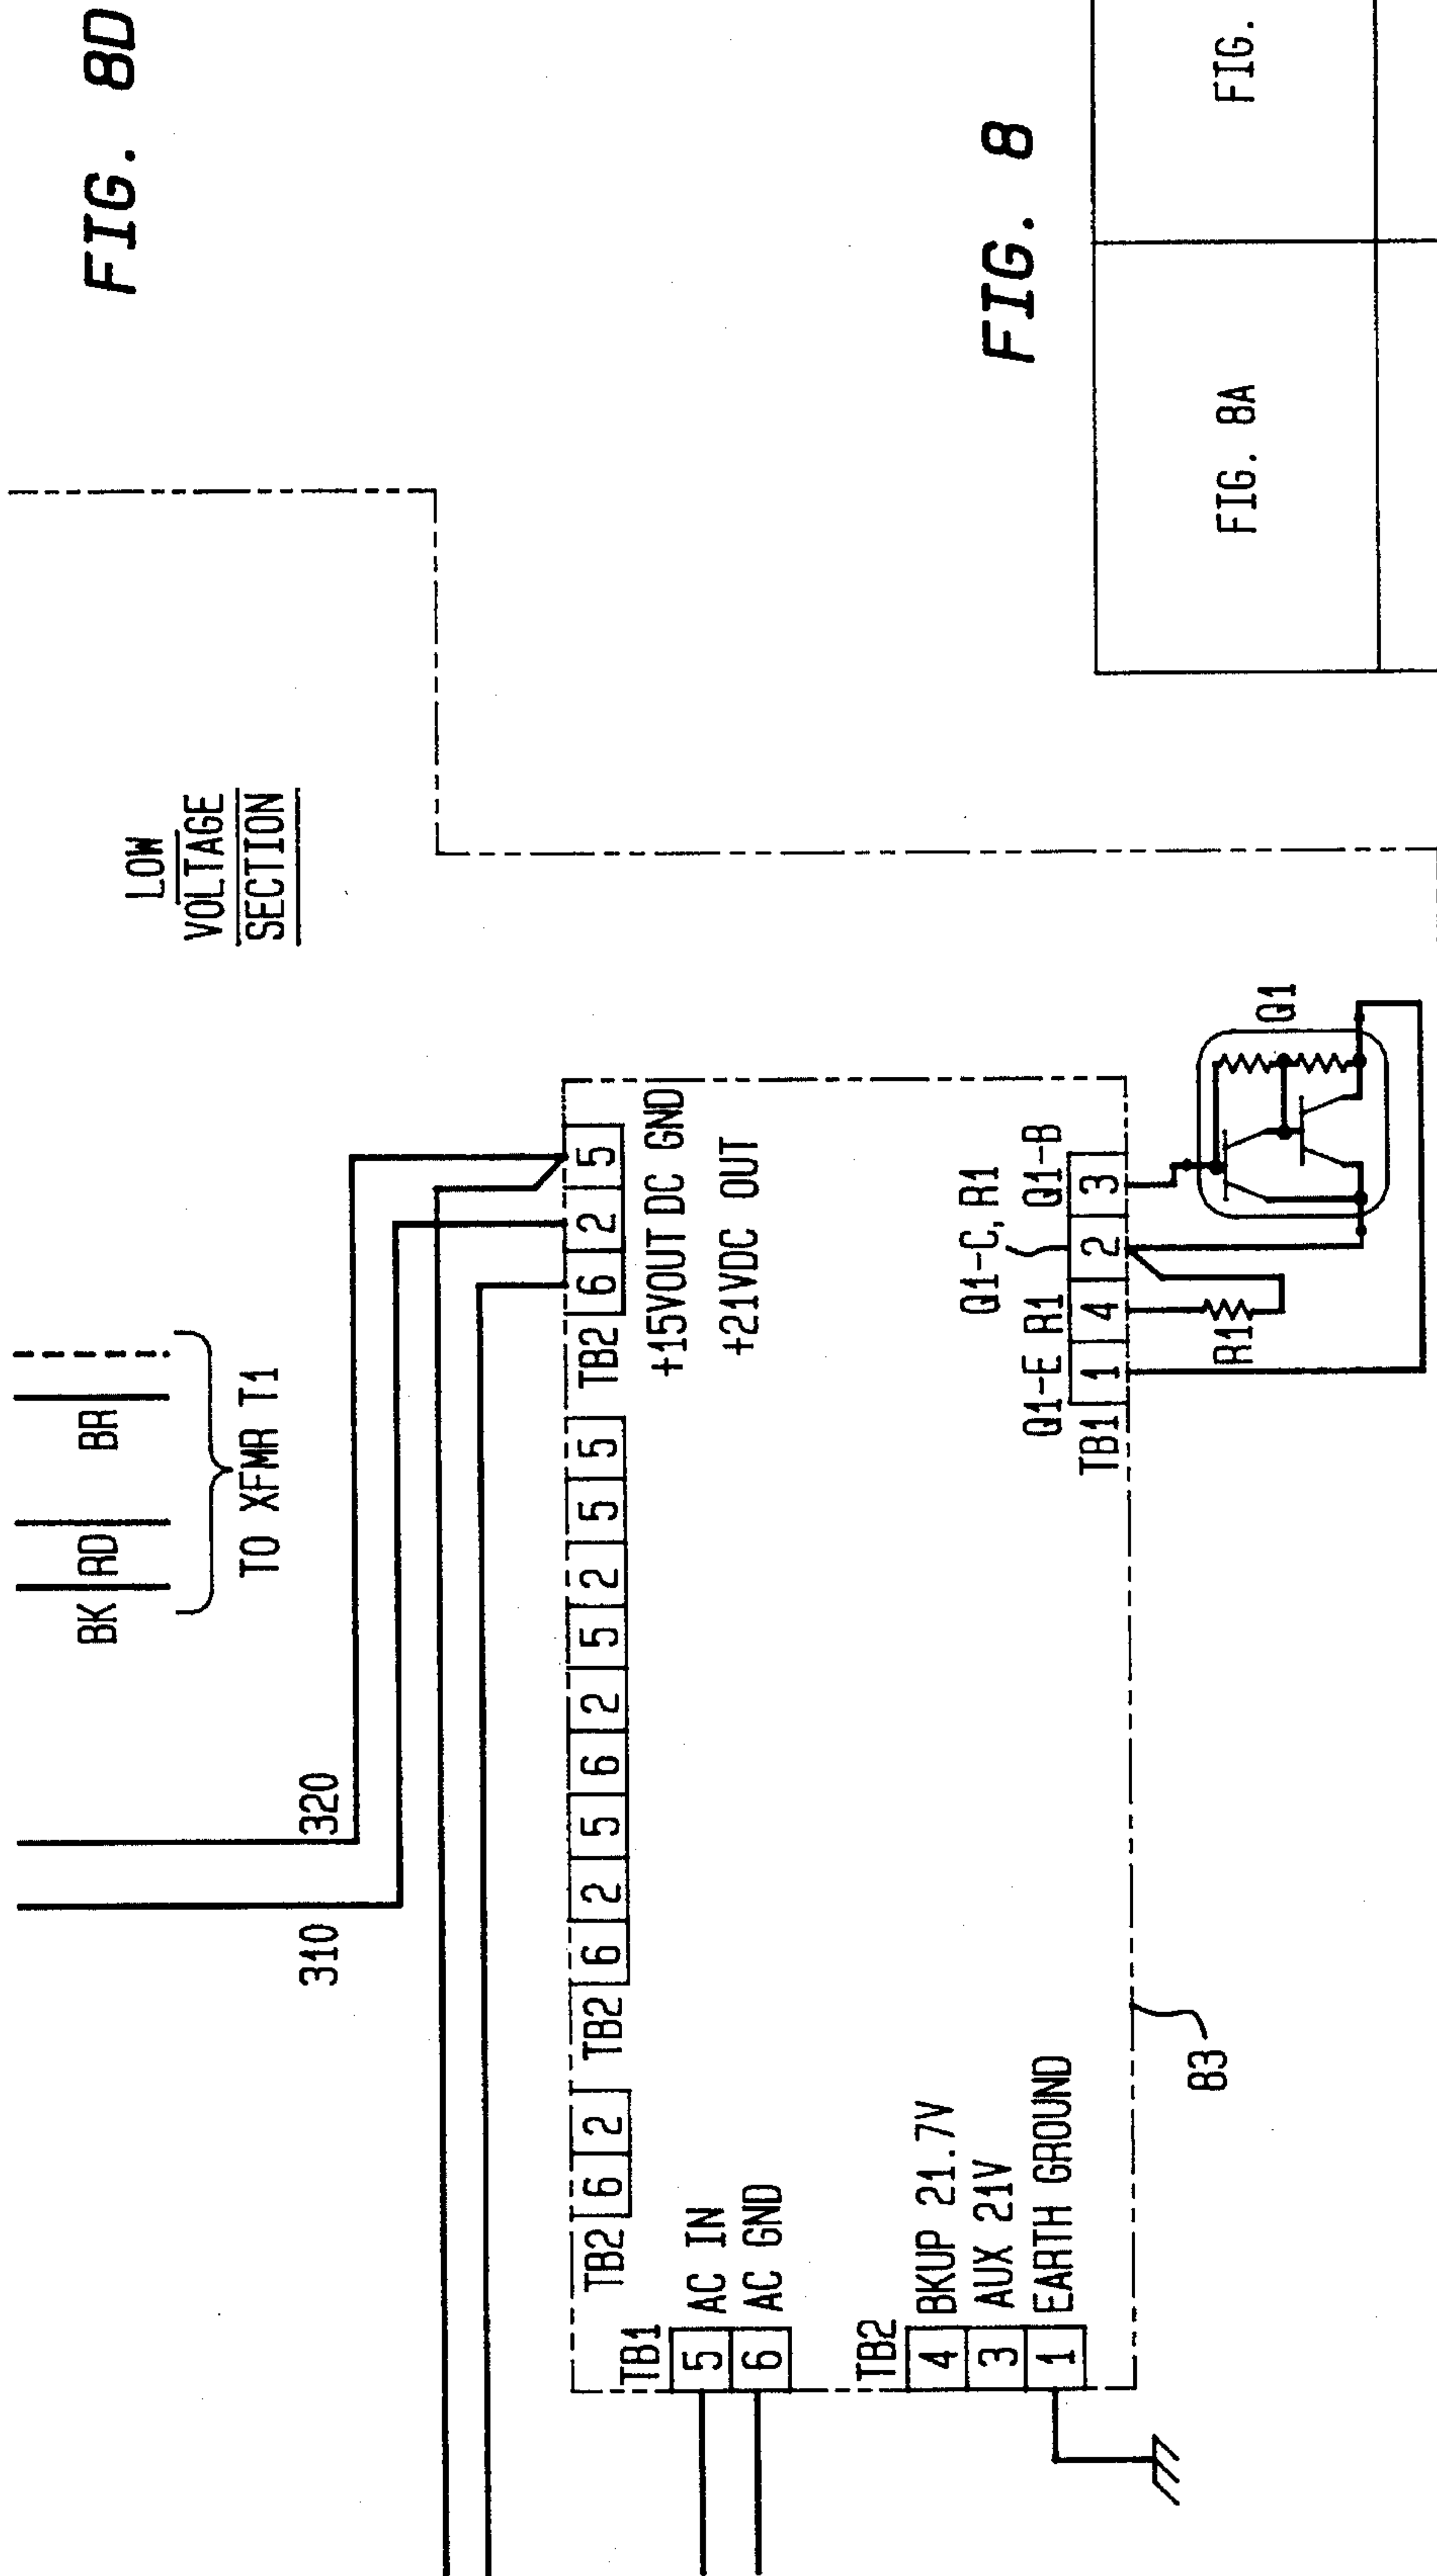 FIG. 8D
LOW
VOLTAGE
SECTION
BK RD BR
TO XFMR T1
310 320
TB2 6 2
TB2 6 2 5 6 2 5 2 5 5
TB2 6 2 5
+15VOUT DC GND
+21VDC OUT
TB1
5 AC IN
6 AC GND
TB2
4 BKUP 21.7V
3 AUX 21V
1 EARTH GROUND
Q1-C, R1
Q1-E R1 Q1-B
TB1 1 4 2 3
R1
Q1
83
FIG. 8
FIG. 8A
FIG.